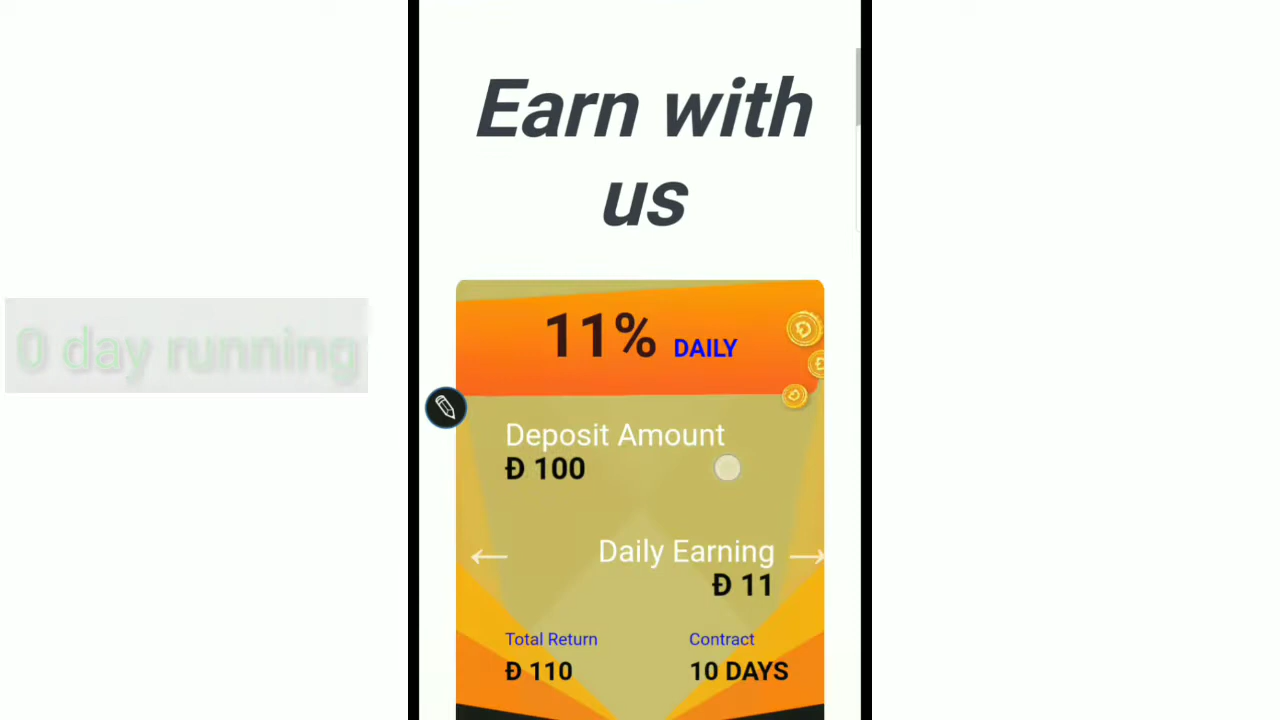 Earn with
us
0 day running
11% DAILY
Deposit Amount
Đ 100
Daily Earning
Đ 11
Total Return
Đ 110
Contract
10 DAYS